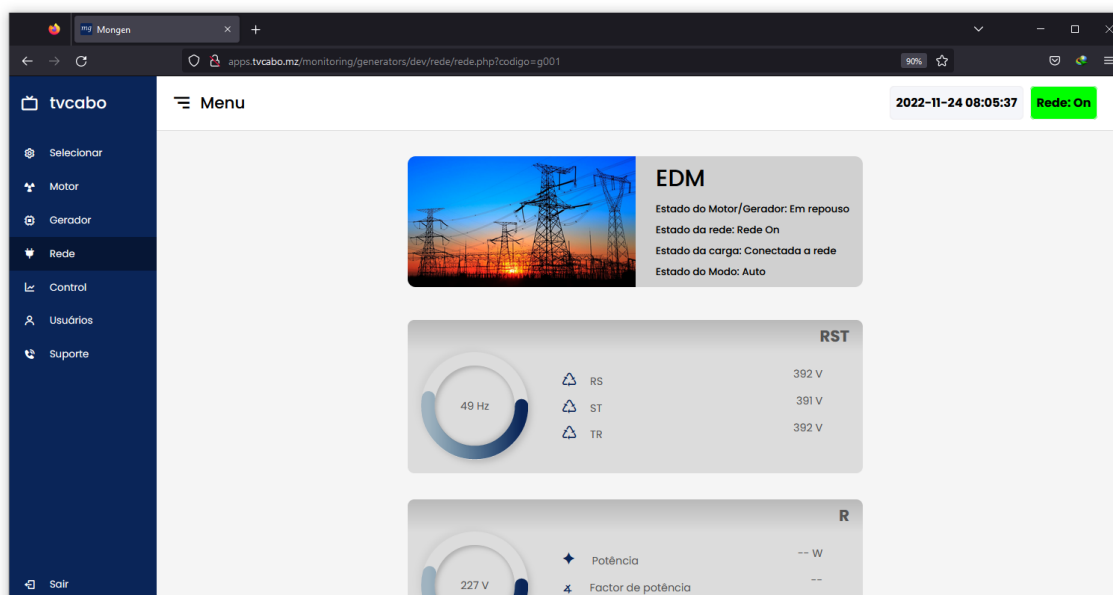 mg Mongen
apps.tvcabo.mz/monitoring/generators/dev/rede/rede.php?codigo=g001
90%
tvcabo
Menu
2022-11-24 08:05:37
Rede: On
Selecionar
Motor
Gerador
Rede
Control
Usuários
Suporte
Sair
EDM
Estado do Motor/Gerador: Em repouso
Estado da rede: Rede On
Estado da carga: Conectada a rede
Estado do Modo: Auto
RST
49 Hz
RS 392 V
ST 391 V
TR 392 V
R
227 V
Potência -- W
Factor de potência --